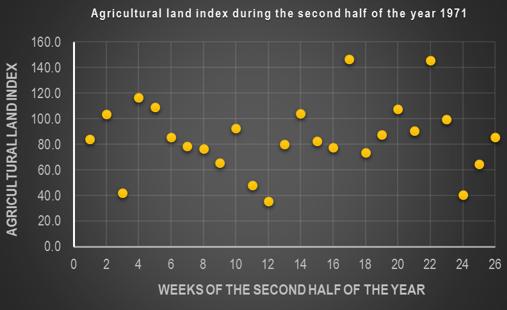 Agricultural land index during the second half of the year 1971
AGRICULTURAL LAND INDEX
160.0
140.0
120.0
100.0
80.0
60.0
40.0
20.0
0.0
0 2 4 6 8 10 12 14 16 18 20 22 24 26
WEEKS OF THE SECOND HALF OF THE YEAR